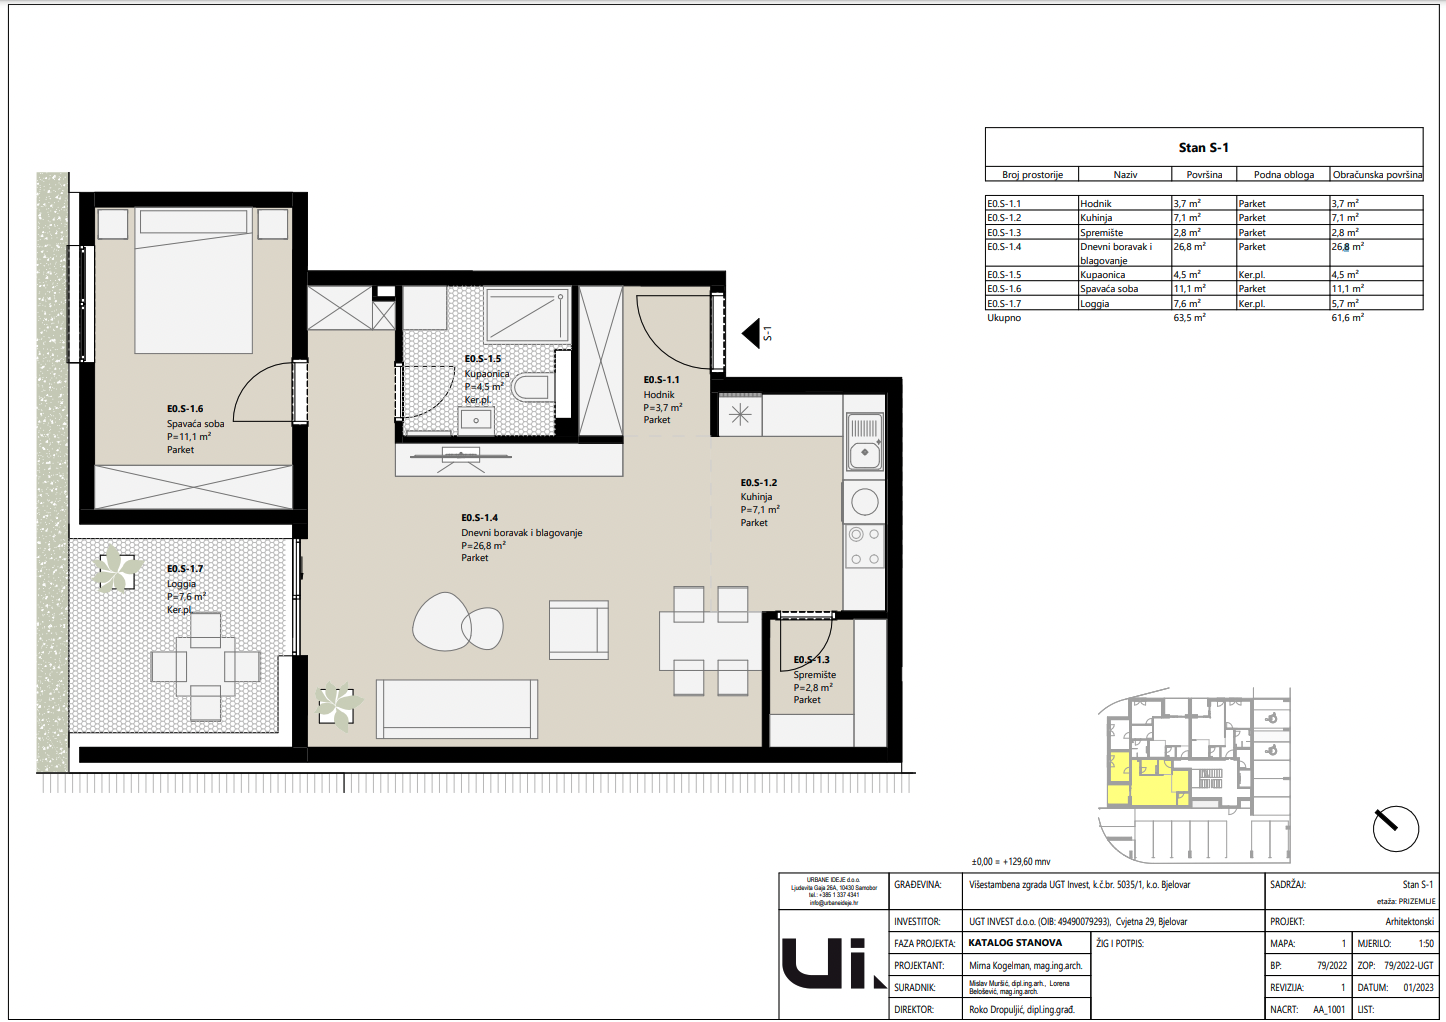 Stan S-1
Broj prostorije Naziv Površina Podna obloga Obračunska površina
E0.S-1.1 Hodnik 3,7 m² Parket 3,7 m²
E0.S-1.2 Kuhinja 7,1 m² Parket 7,1 m²
E0.S-1.3 Spremište 2,8 m² Parket 2,8 m²
E0.S-1.4 Dnevni boravak i 26,8 m² Parket 26,8 m²
blagovanje
E0.S-1.5 Kupaonica 4,5 m² Ker.pl. 4,5 m²
E0.S-1.6 Spavaća soba 11,1 m² Parket 11,1 m²
E0.S-1.7 Loggia 7,6 m² Ker.pl. 5,7 m²
Ukupno 63,5 m² 61,6 m²
S-1
E0.S-1.5
Kupaonica
P=4,5 m²
Ker.pl.
E0.S-1.1
Hodnik
P=3,7 m²
Parket
E0.S-1.6
Spavaća soba
P=11,1 m²
Parket
E0.S-1.2
Kuhinja
P=7,1 m²
Parket
E0.S-1.4
Dnevni boravak i blagovanje
P=26,8 m²
Parket
E0.S-1.7
Loggia
P=7,6 m²
Ker.pl.
E0.S-1.3
Spremište
P=2,8 m²
Parket
±0,00 = +129,60 mnv
URBANE IDEJE d.o.o.
Ljudevita Gaja 26A, 10430 Samobor
tel.: +385 1 337 4341
info@urbaneideje.hr
ui.
GRAĐEVINA: Višestambena zgrada UGT Invest, k.č.br. 5035/1, k.o. Bjelovar
INVESTITOR: UGT INVEST d.o.o. (OIB: 49490079293), Cvjetna 29, Bjelovar
FAZA PROJEKTA: KATALOG STANOVA
PROJEKTANT: Mirna Kogelman, mag.ing.arch.
SURADNIK: Mislav Muršić, dipl.ing.arh., Lorena
Belošević, mag.ing.arch.
DIREKTOR: Roko Dropuljić, dipl.ing.građ.
ŽIG I POTPIS:
SADRŽAJ: Stan S-1
etaža: PRIZEMLJE
PROJEKT: Arhitektonski
MAPA: 1 MJERILO: 1:50
BP: 79/2022 ZOP: 79/2022-UGT
REVIZIJA: 1 DATUM: 01/2023
NACRT: AA_1001 LIST: